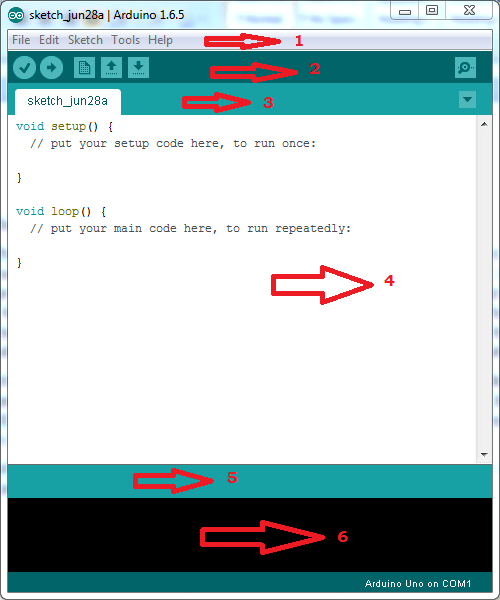 sketch_jun28a | Arduino 1.6.5
File Edit Sketch Tools Help 1
2
sketch_jun28a 3
void setup() {
// put your setup code here, to run once:
}
void loop() {
// put your main code here, to run repeatedly:
}
4
5
6
Arduino Uno on COM1